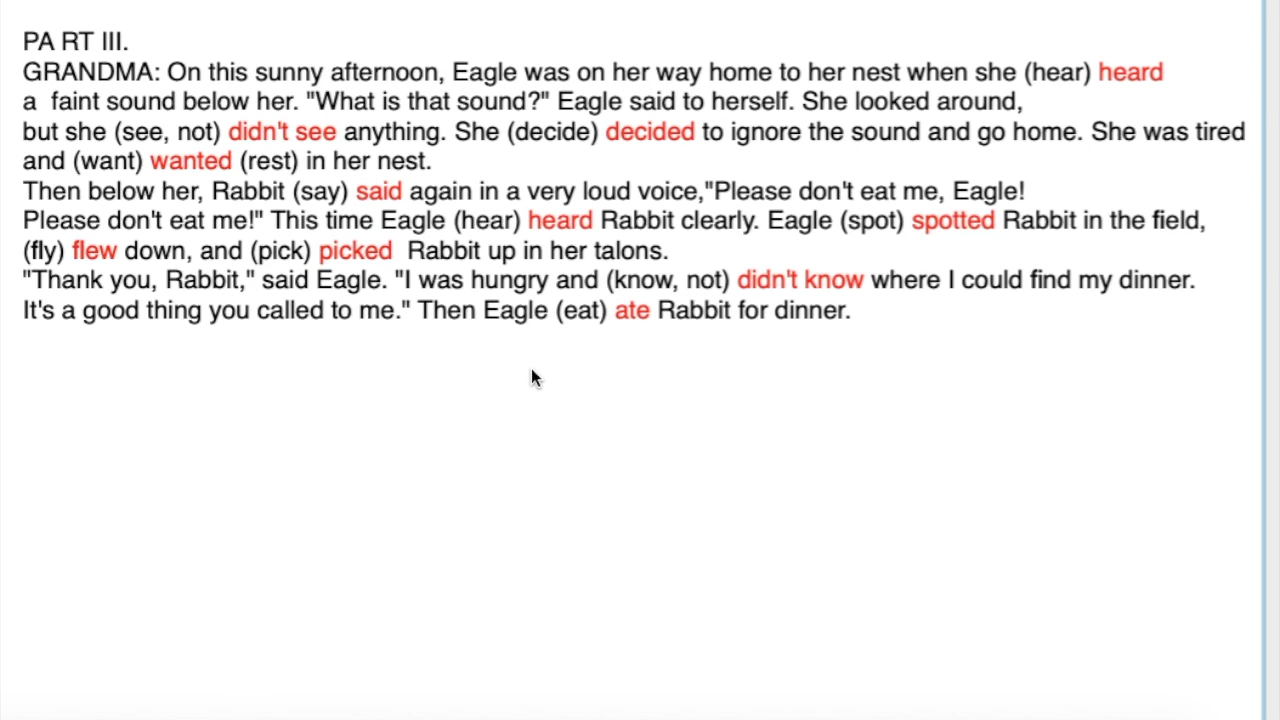 PA RT III.
GRANDMA: On this sunny afternoon, Eagle was on her way home to her nest when she (hear) heard
a  faint sound below her. "What is that sound?" Eagle said to herself. She looked around,
but she (see, not) didn't see anything. She (decide) decided to ignore the sound and go home. She was tired
and (want) wanted (rest) in her nest.
Then below her, Rabbit (say) said again in a very loud voice,"Please don't eat me, Eagle!
Please don't eat me!" This time Eagle (hear) heard Rabbit clearly. Eagle (spot) spotted Rabbit in the field,
(fly) flew down, and (pick) picked  Rabbit up in her talons.
"Thank you, Rabbit," said Eagle. "I was hungry and (know, not) didn't know where I could find my dinner.
It's a good thing you called to me." Then Eagle (eat) ate Rabbit for dinner.